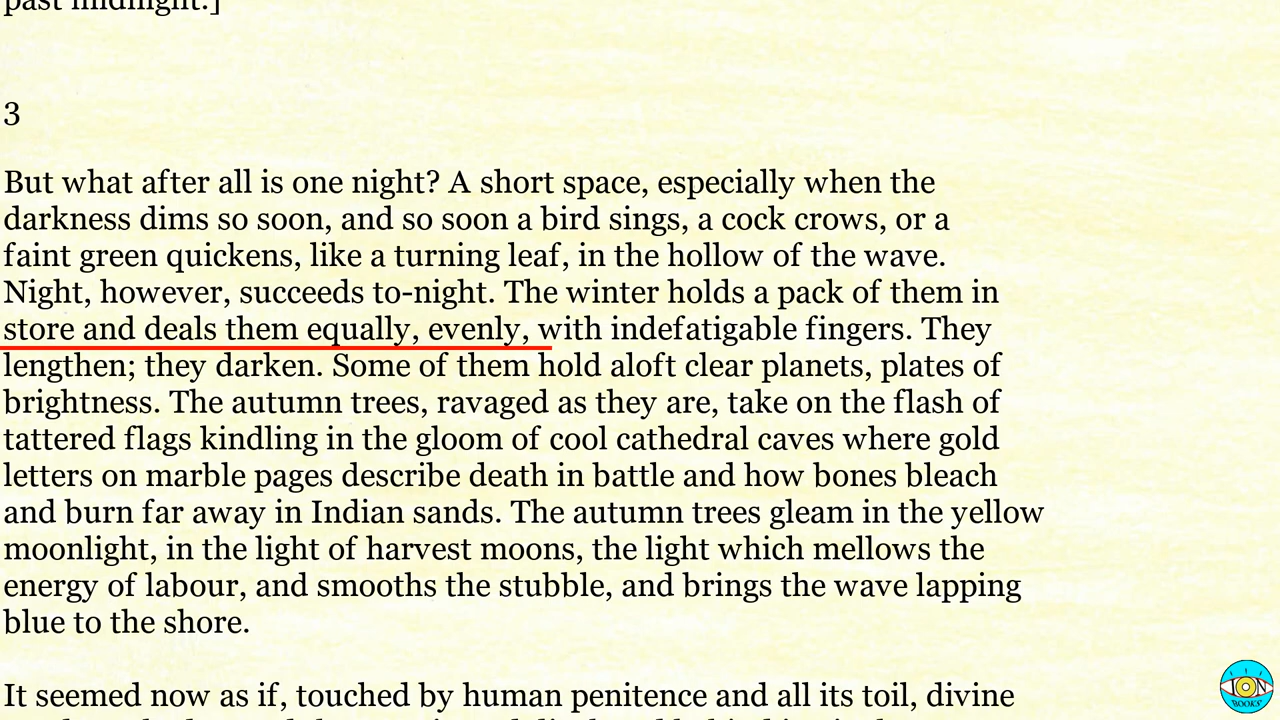 past midnight.]
3
But what after all is one night? A short space, especially when the
darkness dims so soon, and so soon a bird sings, a cock crows, or a
faint green quickens, like a turning leaf, in the hollow of the wave.
Night, however, succeeds to-night. The winter holds a pack of them in
store and deals them equally, evenly, with indefatigable fingers. They
lengthen; they darken. Some of them hold aloft clear planets, plates of
brightness. The autumn trees, ravaged as they are, take on the flash of
tattered flags kindling in the gloom of cool cathedral caves where gold
letters on marble pages describe death in battle and how bones bleach
and burn far away in Indian sands. The autumn trees gleam in the yellow
moonlight, in the light of harvest moons, the light which mellows the
energy of labour, and smooths the stubble, and brings the wave lapping
blue to the shore.
It seemed now as if, touched by human penitence and all its toil, divine
ION
BOOKS